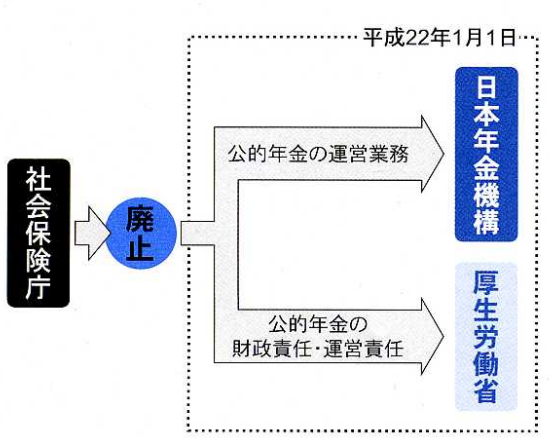 平成22年1月1日
社会保険庁
廃止
公的年金の運営業務
日本年金機構
公的年金の
財政責任・運営責任
厚生労働省